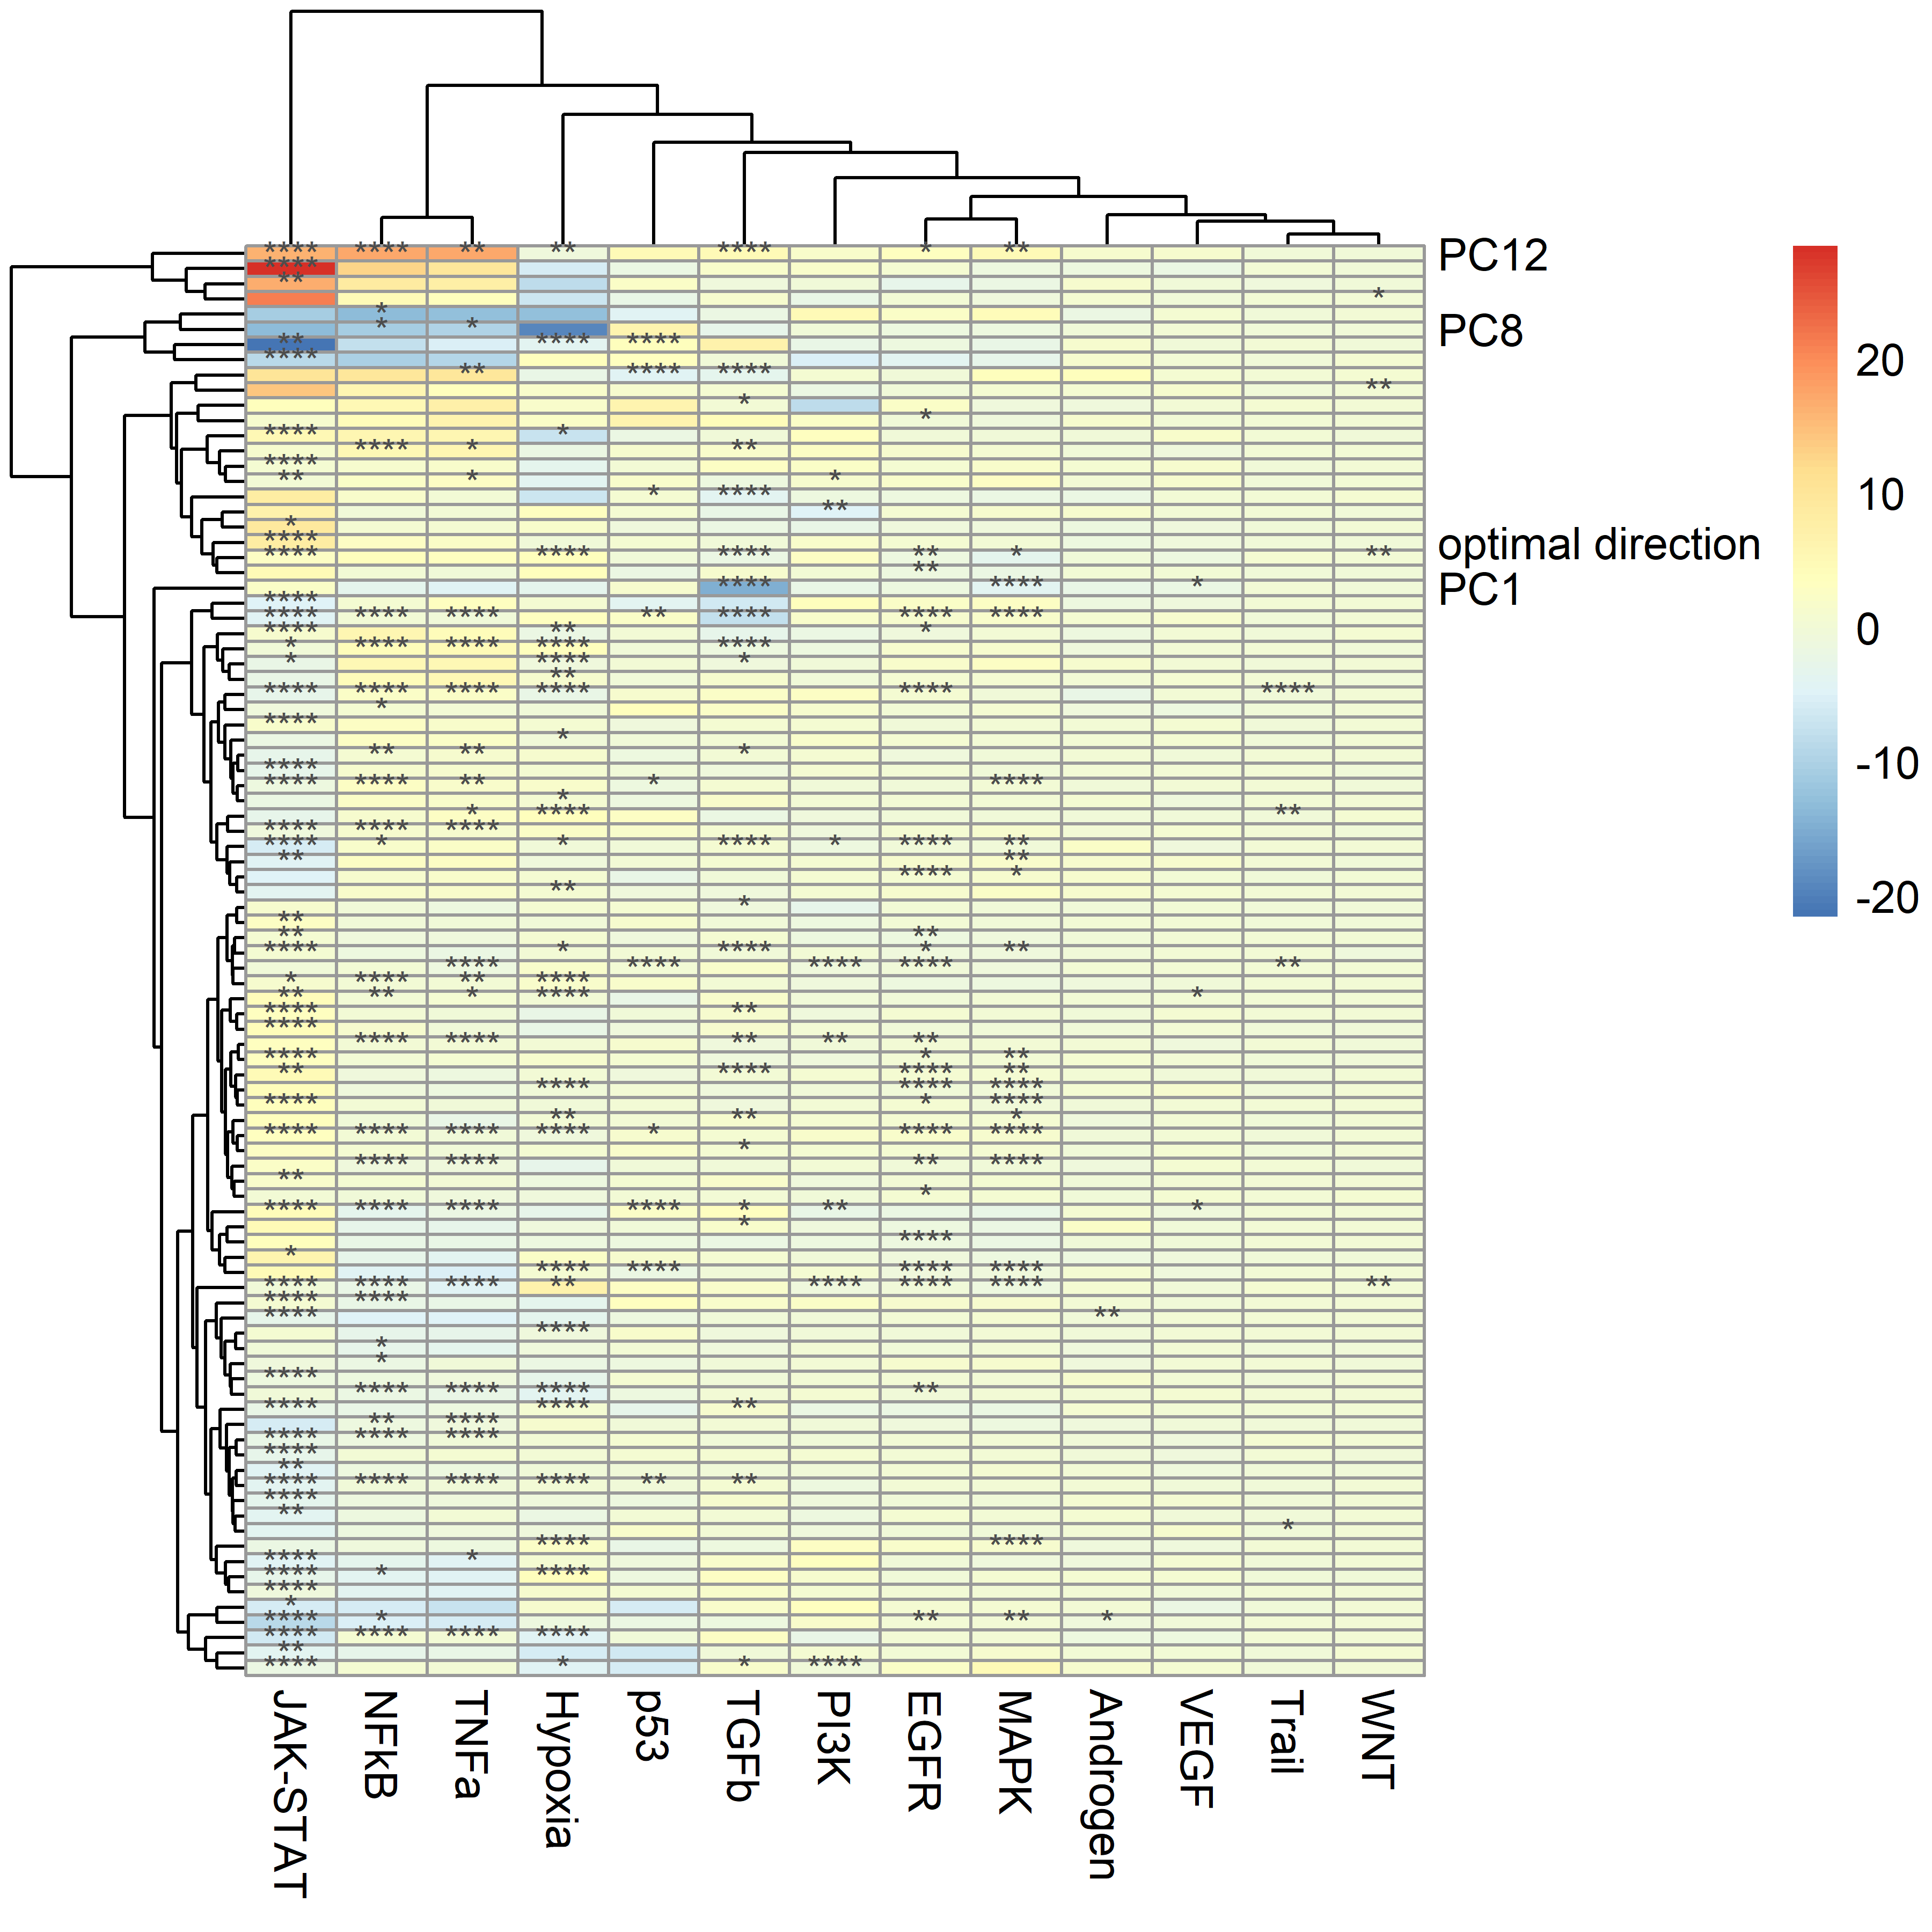 PC12
PC8
optimal direction
PC1
20
10
0
-10
-20
JAK-STAT
NFkB
TNFa
Hypoxia
p53
TGFb
PI3K
EGFR
MAPK
Androgen
VEGF
Trail
WNT